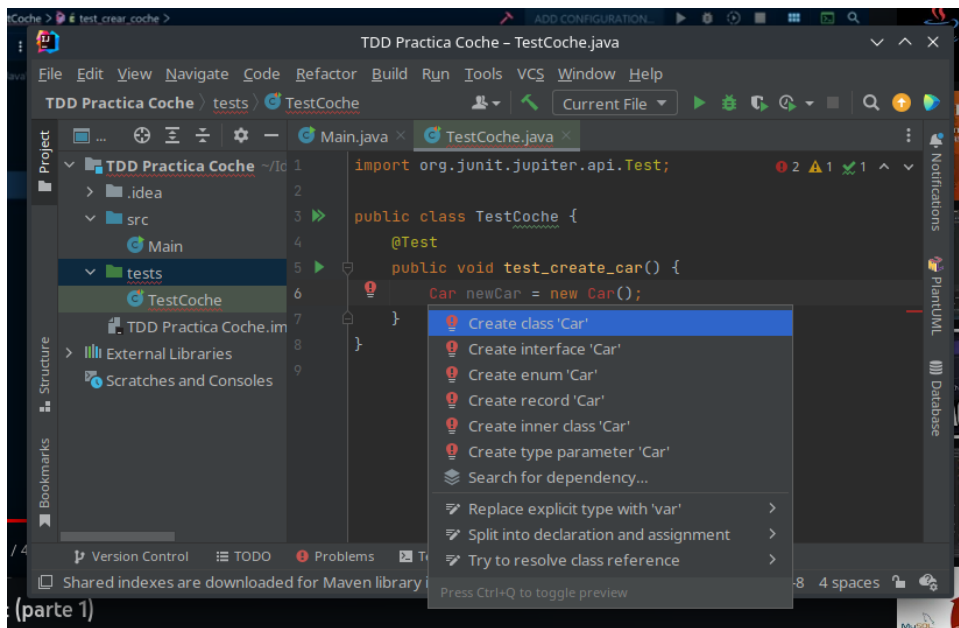 tCoche > test_crear_coche >
ADD CONFIGURATION...
TDD Practica Coche – TestCoche.java
File Edit View Navigate Code Refactor Build Run Tools VCS Window Help
TDD Practica Coche > tests > TestCoche
Current File
Project
...
Main.java
TestCoche.java
TDD Practica Coche ~/Id
.idea
src
Main
tests
TestCoche
TDD Practica Coche.im
External Libraries
Scratches and Consoles
Structure
Bookmarks
1 import org.junit.jupiter.api.Test;
2 1 1
2
3 public class TestCoche {
4 @Test
5 public void test_create_car() {
6 Car newCar = new Car();
7 }
8 }
9
Create class 'Car'
Create interface 'Car'
Create enum 'Car'
Create record 'Car'
Create inner class 'Car'
Create type parameter 'Car'
Search for dependency...
Replace explicit type with 'var'
Split into declaration and assignment
Try to resolve class reference
Press Ctrl+Q to toggle preview
Notifications
PlantUML
Database
Version Control TODO Problems
Shared indexes are downloaded for Maven library
-8 4 spaces
/ 4
(parte 1)
MySQL